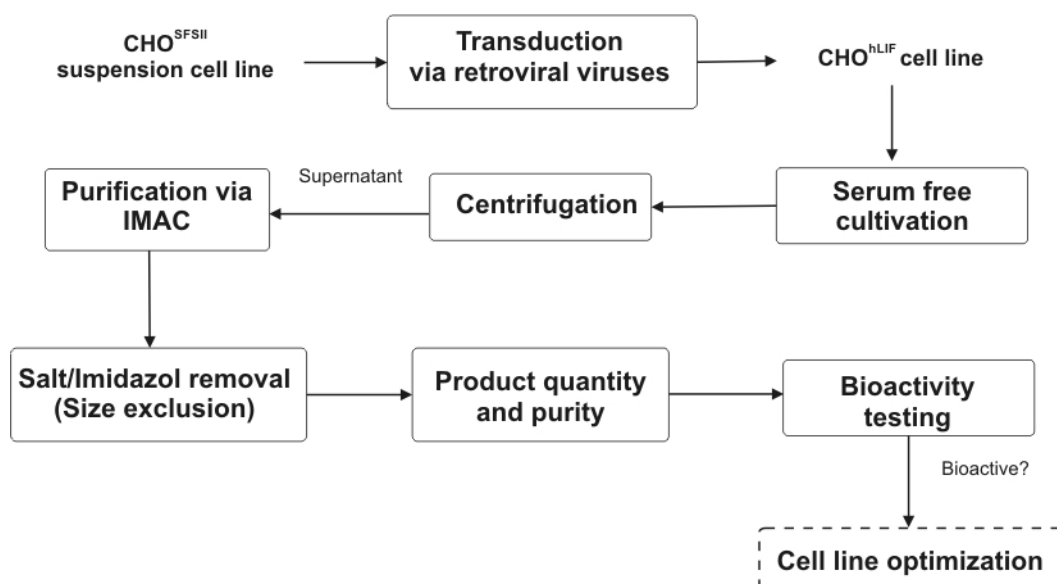 CHO^SFSII
suspension cell line
Transduction
via retroviral viruses
CHO^hLIF cell line
Serum free
cultivation
Centrifugation
Supernatant
Purification via
IMAC
Salt/Imidazol removal
(Size exclusion)
Product quantity
and purity
Bioactivity
testing
Bioactive?
Cell line optimization